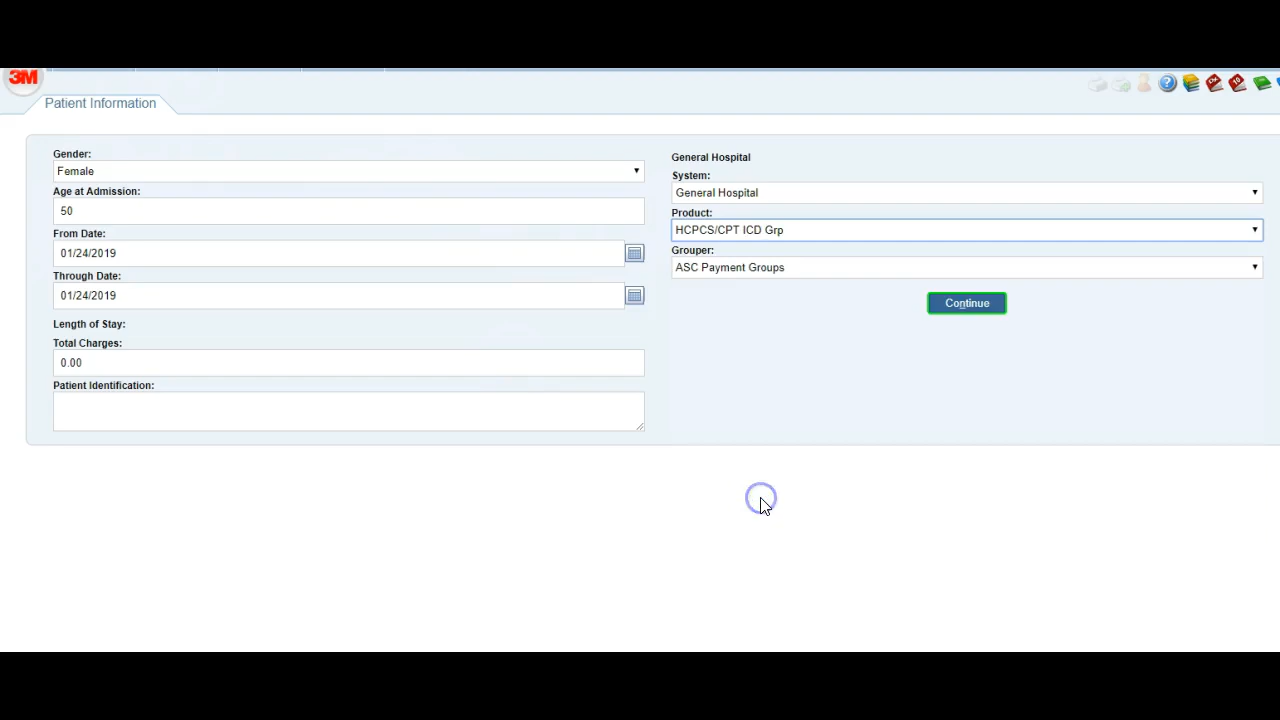 3M
Patient Information
Gender:
Female
Age at Admission:
50
From Date:
01/24/2019
Through Date:
01/24/2019
Length of Stay:
Total Charges:
0.00
Patient Identification:
General Hospital
System:
General Hospital
Product:
HCPCS/CPT ICD Grp
Grouper:
ASC Payment Groups
Continue